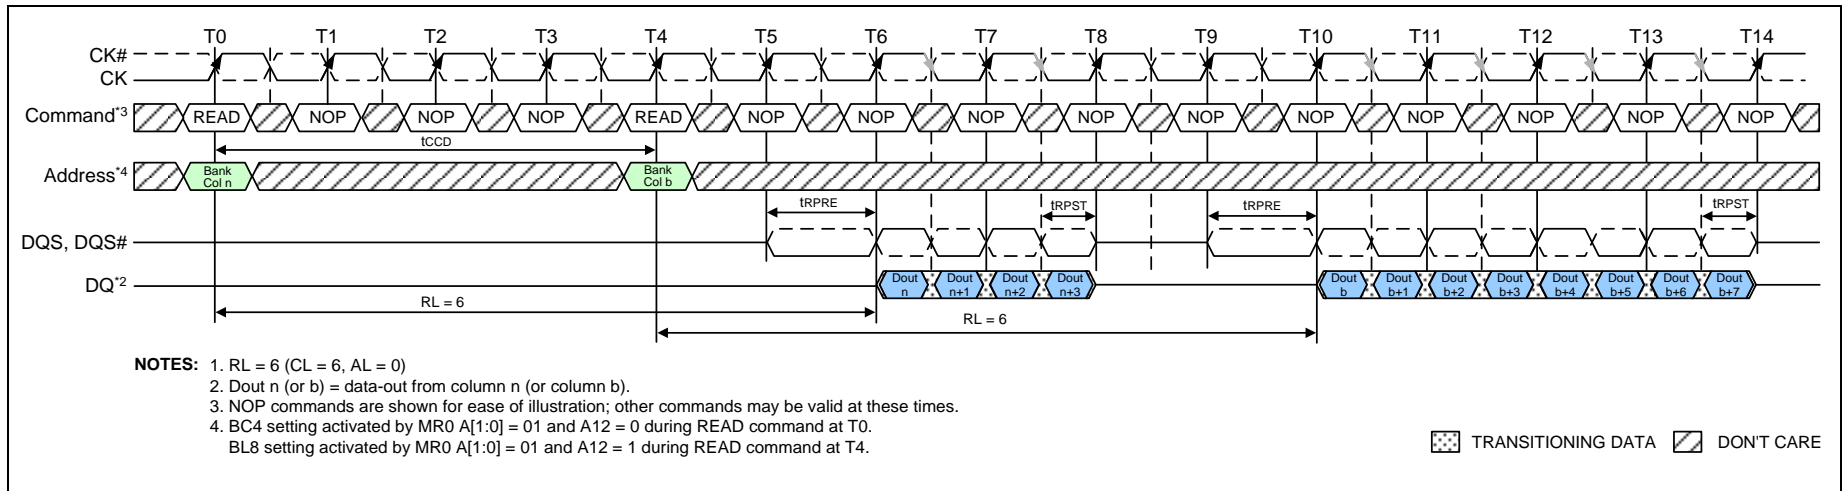 T0 T1 T2 T3 T4 T5 T6 T7 T8 T9 T10 T11 T12 T13 T14
CK#
CK
Command*3 READ NOP NOP NOP READ NOP NOP NOP NOP NOP NOP NOP NOP NOP NOP
tCCD
Address*4 Bank Col n Bank Col b
tRPRE tRPST tRPRE tRPST
DQS, DQS#
DQ*2 Dout n Dout n+1 Dout n+2 Dout n+3 Dout b Dout b+1 Dout b+2 Dout b+3 Dout b+4 Dout b+5 Dout b+6 Dout b+7
RL = 6
RL = 6
NOTES: 1. RL = 6 (CL = 6, AL = 0)
2. Dout n (or b) = data-out from column n (or column b).
3. NOP commands are shown for ease of illustration; other commands may be valid at these times.
4. BC4 setting activated by MR0 A[1:0] = 01 and A12 = 0 during READ command at T0.
BL8 setting activated by MR0 A[1:0] = 01 and A12 = 1 during READ command at T4.
TRANSITIONING DATA DON'T CARE